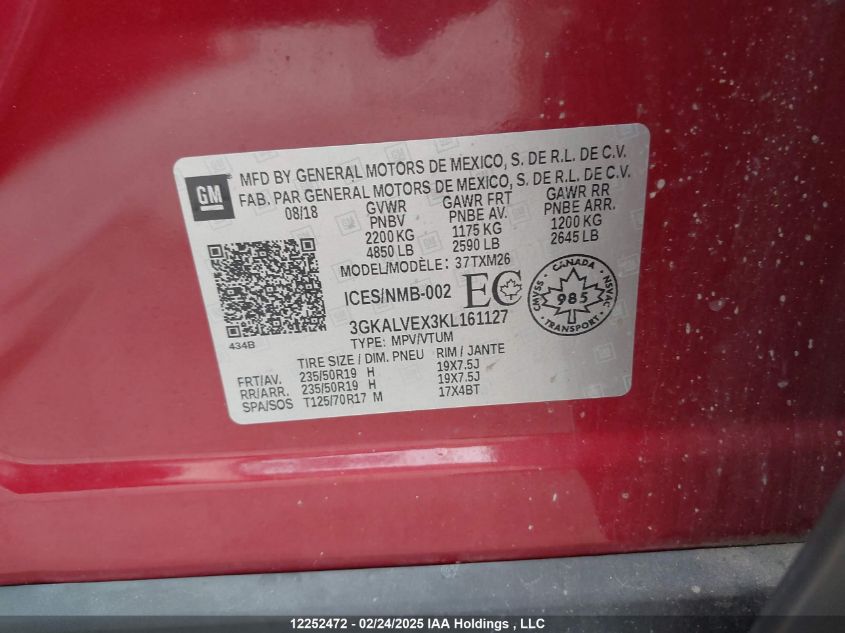 GM
MFD BY GENERAL MOTORS DE MEXICO, S. DE R.L. DE C.V.
FAB. PAR GENERAL MOTORS DE MEXICO, S. DE R.L. DE C.V.
08/18 GVWR GAWR FRT GAWR RR
PNBV PNBE AV. PNBE ARR.
2200 KG 1175 KG 1200 KG
4850 LB 2590 LB 2645 LB
MODEL/MODÈLE: 37TXM26
ICES/NMB-002 EC
CANADA
CMVSS 985 NSVAC
3GKALVEX3KL161127
434B
TYPE: MPV/VTUM
TIRE SIZE / DIM. PNEU RIM / JANTE
FRT/AV. 235/50R19 H 19X7.5J
RR/ARR. 235/50R19 H 19X7.5J
SPA/SOS T125/70R17 M 17X4BT
12252472 - 02/24/2025 IAA Holdings , LLC